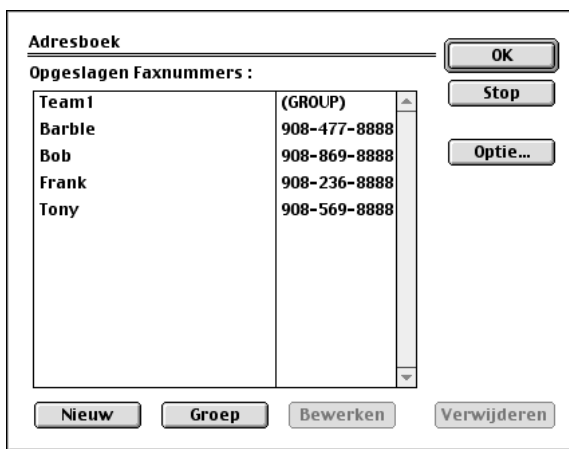 Adresboek
OK
Opgeslagen Faxnummers :
Stop
Team1 (GROUP)
Barble 908-477-8888
Bob 908-869-8888
Optie...
Frank 908-236-8888
Tony 908-569-8888
Nieuw Groep Bewerken Verwijderen